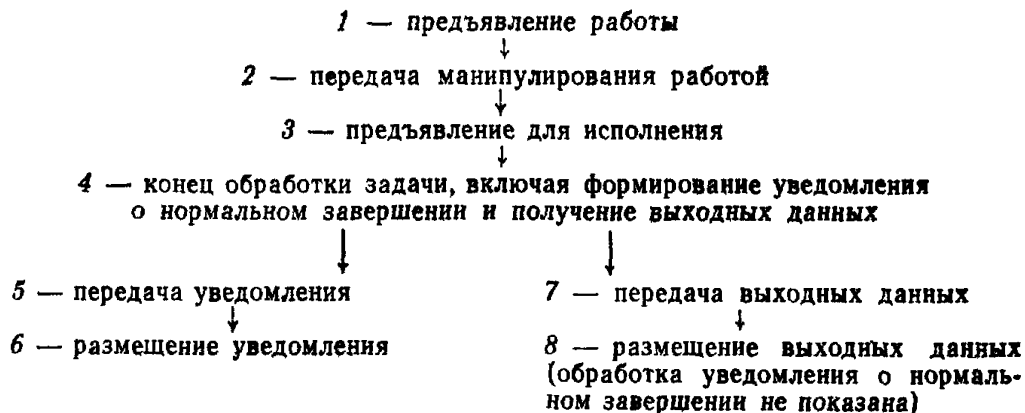 1 — предъявление работы
2 — передача манипулирования работой
3 — предъявление для исполнения
4 — конец обработки задачи, включая формирование уведомления
о нормальном завершении и получение выходных данных
5 — передача уведомления
6 — размещение уведомления
7 — передача выходных данных
8 — размещение выходных данных
(обработка уведомления о нормаль-
ном завершении не показана)